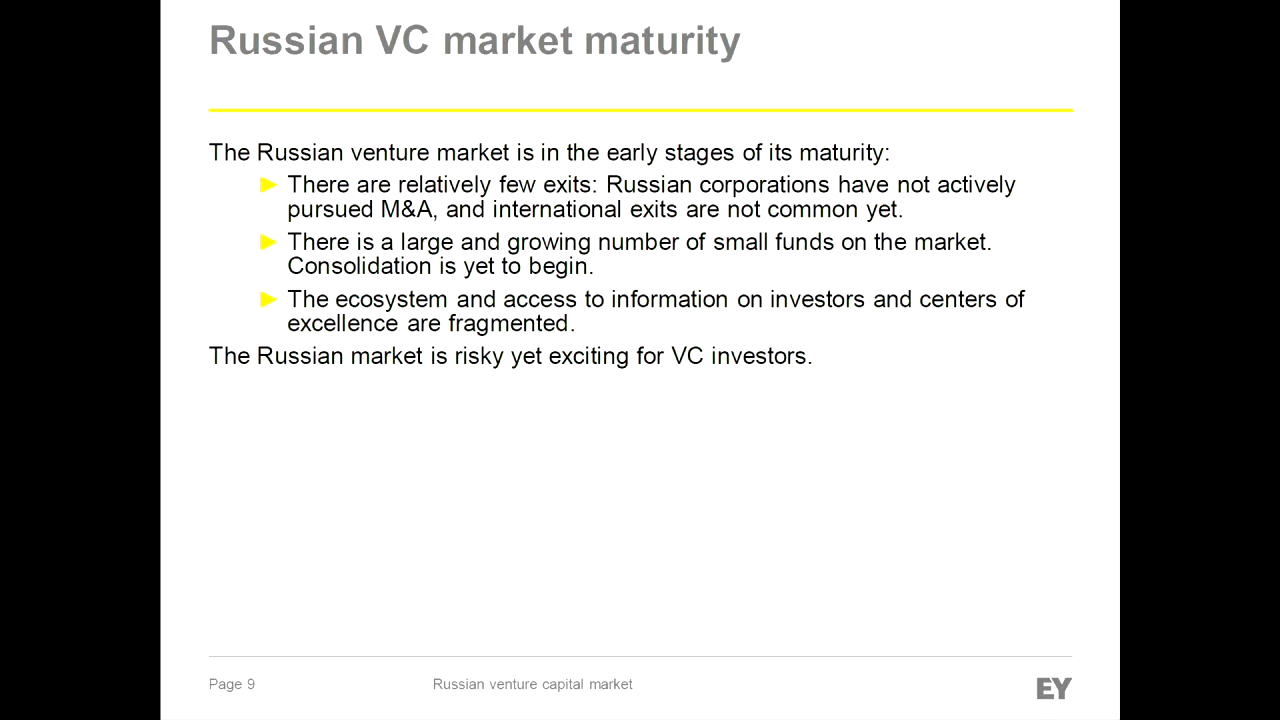 Russian VC market maturity
The Russian venture market is in the early stages of its maturity:
► There are relatively few exits: Russian corporations have not actively
pursued M&A, and international exits are not common yet.
► There is a large and growing number of small funds on the market.
Consolidation is yet to begin.
► The ecosystem and access to information on investors and centers of
excellence are fragmented.
The Russian market is risky yet exciting for VC investors.
Page 9 Russian venture capital market EY